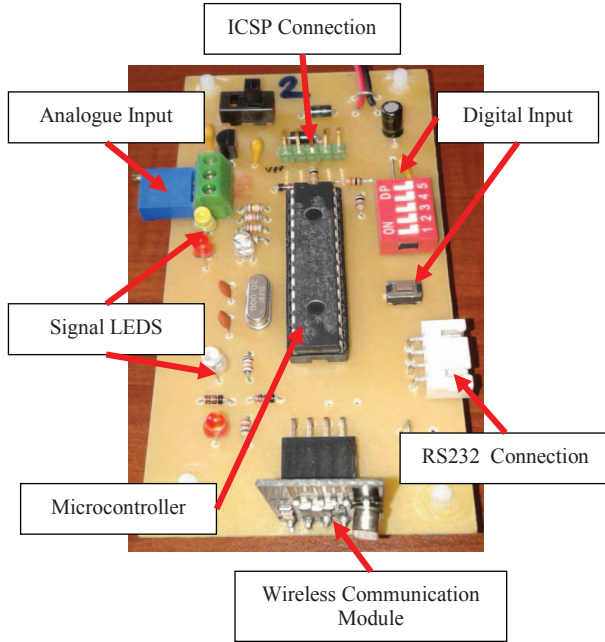 ICSP Connection
Analogue Input
Digital Input
2
VPP
ON DP
1 2 3 4 5
Signal LEDS
RS232 Connection
Microcontroller
Wireless Communication
Module